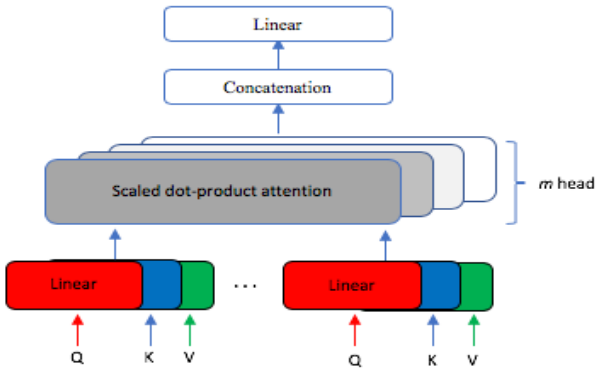 Linear
Concatenation
Scaled dot-product attention
m head
Linear
...
Linear
Q
K
V
Q
K
V